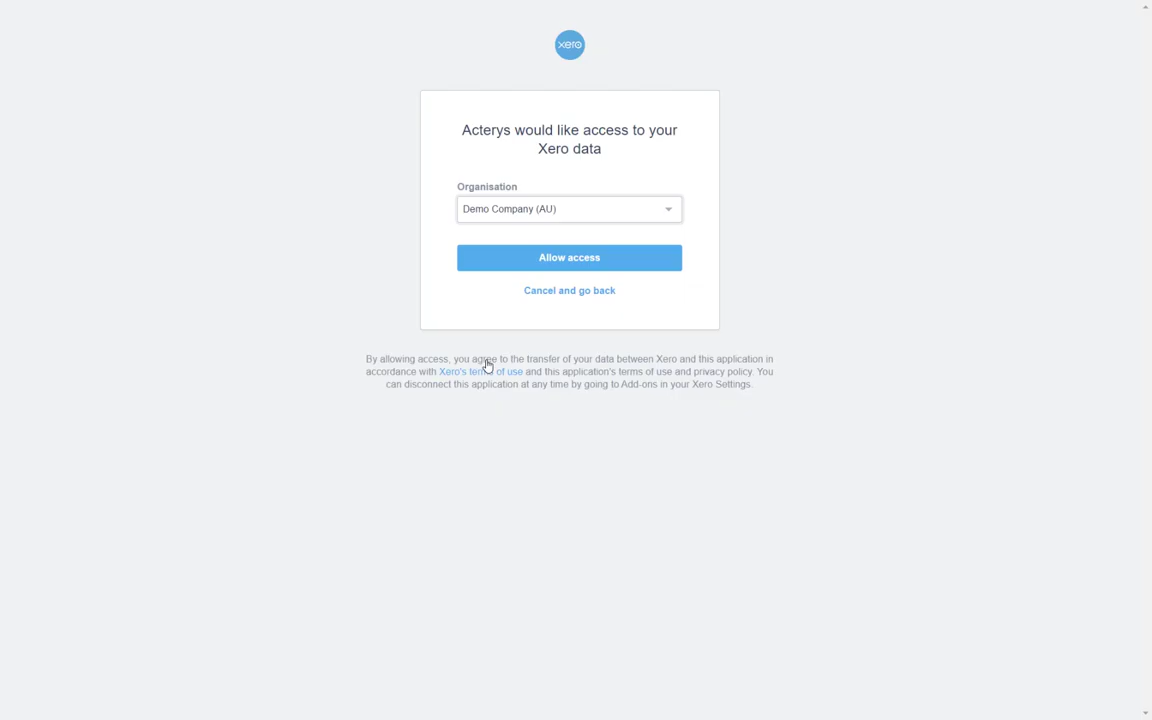 xero
Acterys would like access to your
Xero data
Organisation
Demo Company (AU)
Allow access
Cancel and go back
By allowing access, you agree to the transfer of your data between Xero and this application in
accordance with Xero's terms of use and this application's terms of use and privacy policy. You
can disconnect this application at any time by going to Add-ons in your Xero Settings.